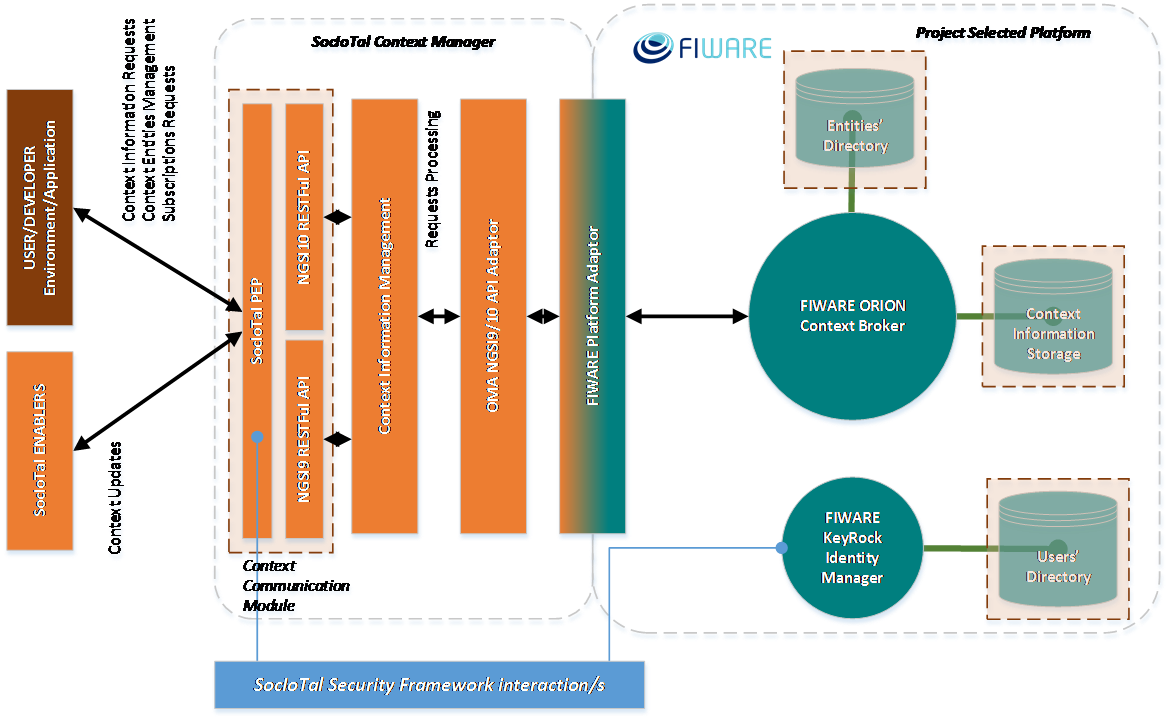 SocIoTal Context Manager
Project Selected Platform
FIWARE
Context Information Requests
Context Entities Management
Subscriptions Requests
USER/DEVELOPER
Environment/Application
SocIoTal ENABLERS
Context Updates
SocIoTal PEP
NGSI10 RESTFul API
NGSI9 RESTFul API
Context
Communication
Module
Context Information Management
Requests Processing
OMA NGSI9/10 API Adaptor
FIWARE Platform Adaptor
Entities'
Directory
FIWARE ORION
Context Broker
Context
Information
Storage
FIWARE
KeyRock
Identity
Manager
Users'
Directory
SocIoTal Security Framework interaction/s